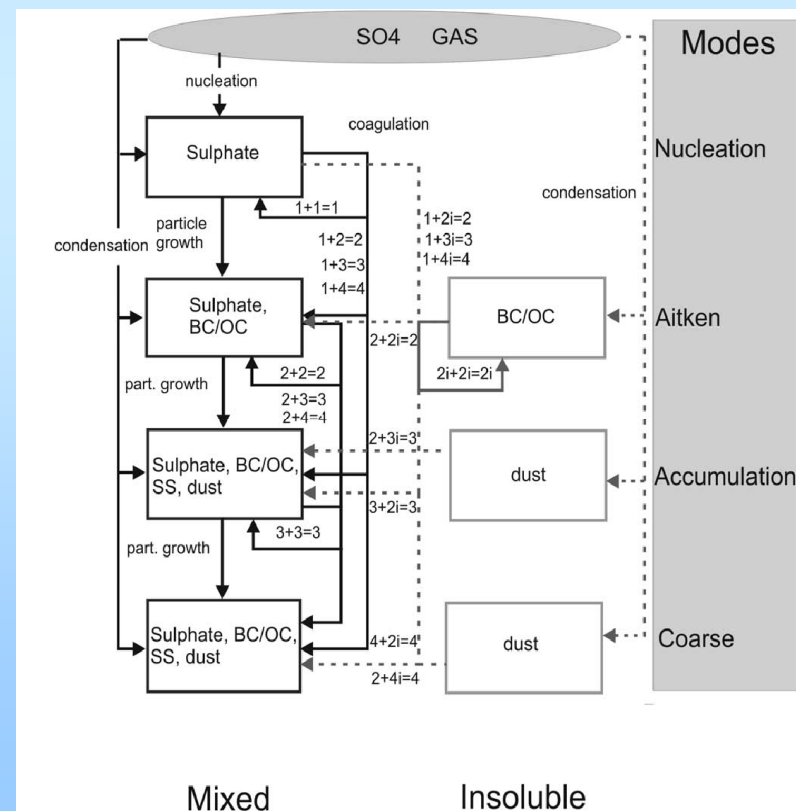 SO4 GAS
Modes
nucleation
coagulation
Sulphate
Nucleation
condensation
1+1=1
particle
growth
condensation
1+2=2
1+3=3
1+4=4
1+2i=2
1+3i=3
1+4i=4
Sulphate,
BC/OC
BC/OC
Aitken
2+2i=2
2+2=2
2i+2i=2i
part. growth
2+3=3
2+4=4
2+3i=3
Sulphate, BC/OC,
SS, dust
dust
Accumulation
3+2i=3
3+3=3
part. growth
Sulphate, BC/OC,
SS, dust
4+2i=4
dust
Coarse
2+4i=4
Mixed
Insoluble